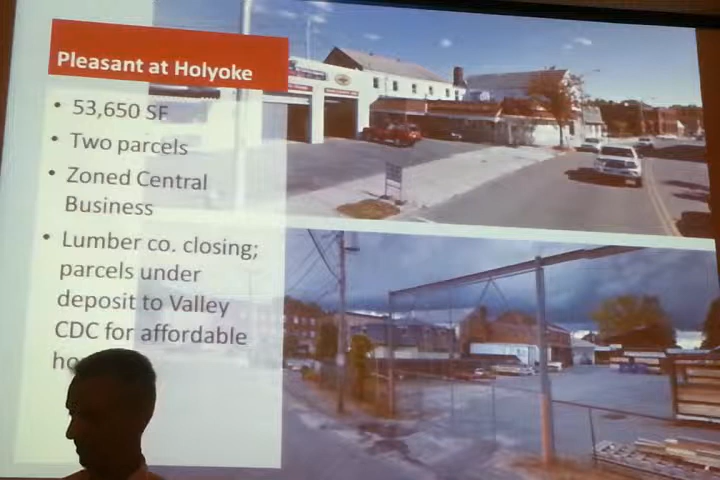 Pleasant at Holyoke
• 53,650 SF
• Two parcels
• Zoned Central
Business
• Lumber co. closing;
parcels under
deposit to Valley
CDC for affordable